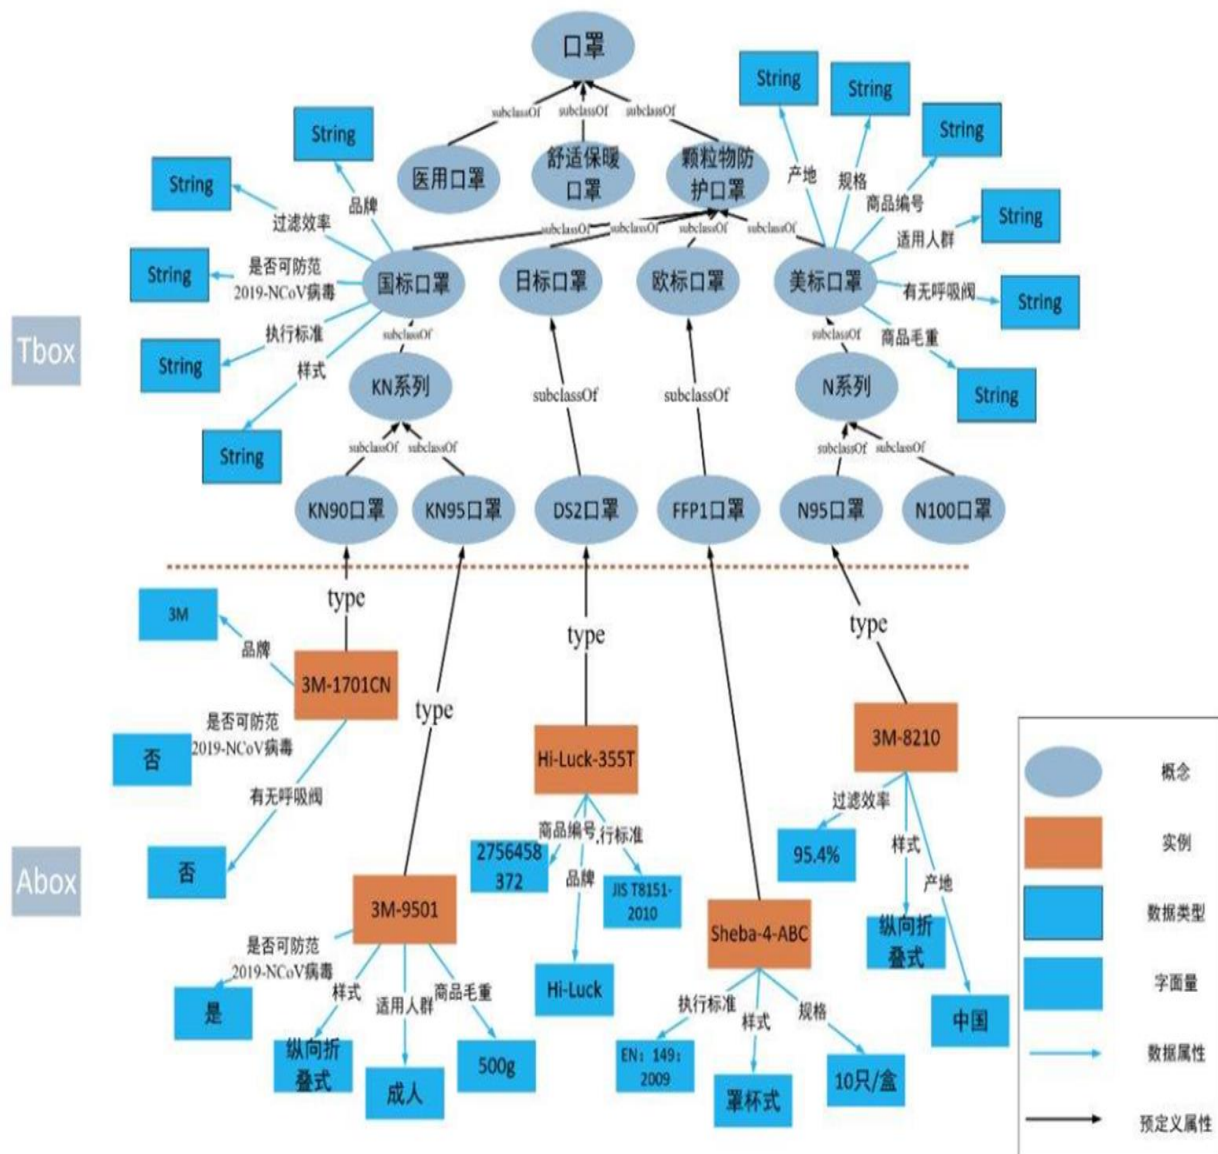 口罩
subclassOf
subclassOf
subclassOf
String
String
String
String
String
医用口罩
舒适保暖
口罩
颗粒物防
护口罩
产地
规格
商品编号
品牌
过滤效率
String
适用人群
subclassOf
subclassOf
subclassOf
subclassOf
String
是否可防范
2019-NCoV病毒
国标口罩
日标口罩
欧标口罩
美标口罩
有无呼吸阀
String
执行标准
subclassOf
subclassOf
商品毛重
String
样式
Tbox
KN系列
subclassOf
subclassOf
N系列
String
String
subclassOf
subclassOf
subclassOf
subclassOf
KN90口罩
KN95口罩
DS2口罩
FFP1口罩
N95口罩
N100口罩
type
3M
品牌
type
type
3M-1701CN
type
是否可防范
2019-NCoV病毒
否
Hi-Luck-355T
3M-8210
概念
有无呼吸阀
过滤效率
商品编号
行标准
样式
95.4%
实例
否
2756458
372
品牌
JIS T8151-
2010
产地
Abox
3M-9501
Sheba-4-ABC
纵向折
叠式
数据类型
是否可防范
2019-NCoV病毒
样式
适用人群
商品毛重
Hi-Luck
执行标准
样式
规格
字面量
是
中国
纵向折
叠式
成人
500g
EN：149：
2009
罩杯式
10只/盒
数据属性
预定义属性